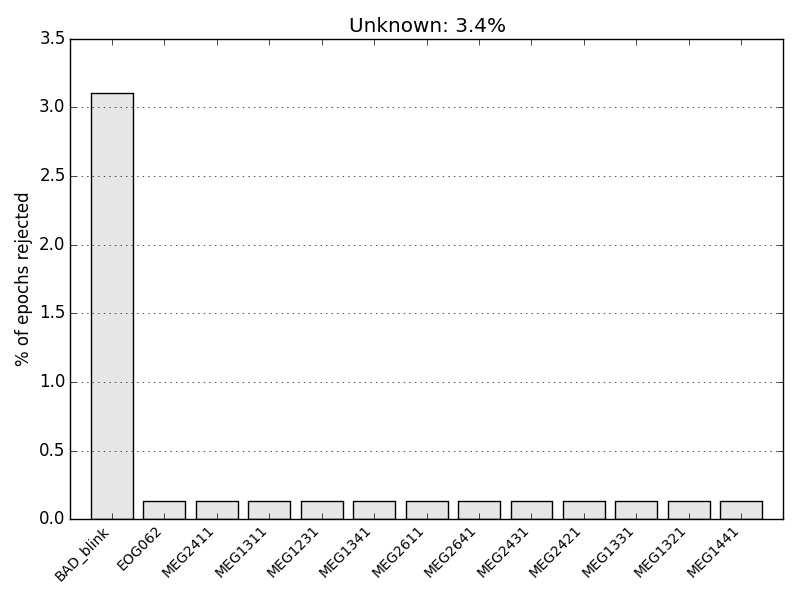 Unknown: 3.4%
3.5
3.0
2.5
2.0
1.5
1.0
0.5
0.0
% of epochs rejected
BAD_blink
EOG062
MEG2411
MEG1311
MEG1231
MEG1341
MEG2611
MEG2641
MEG2431
MEG2421
MEG1331
MEG1321
MEG1441